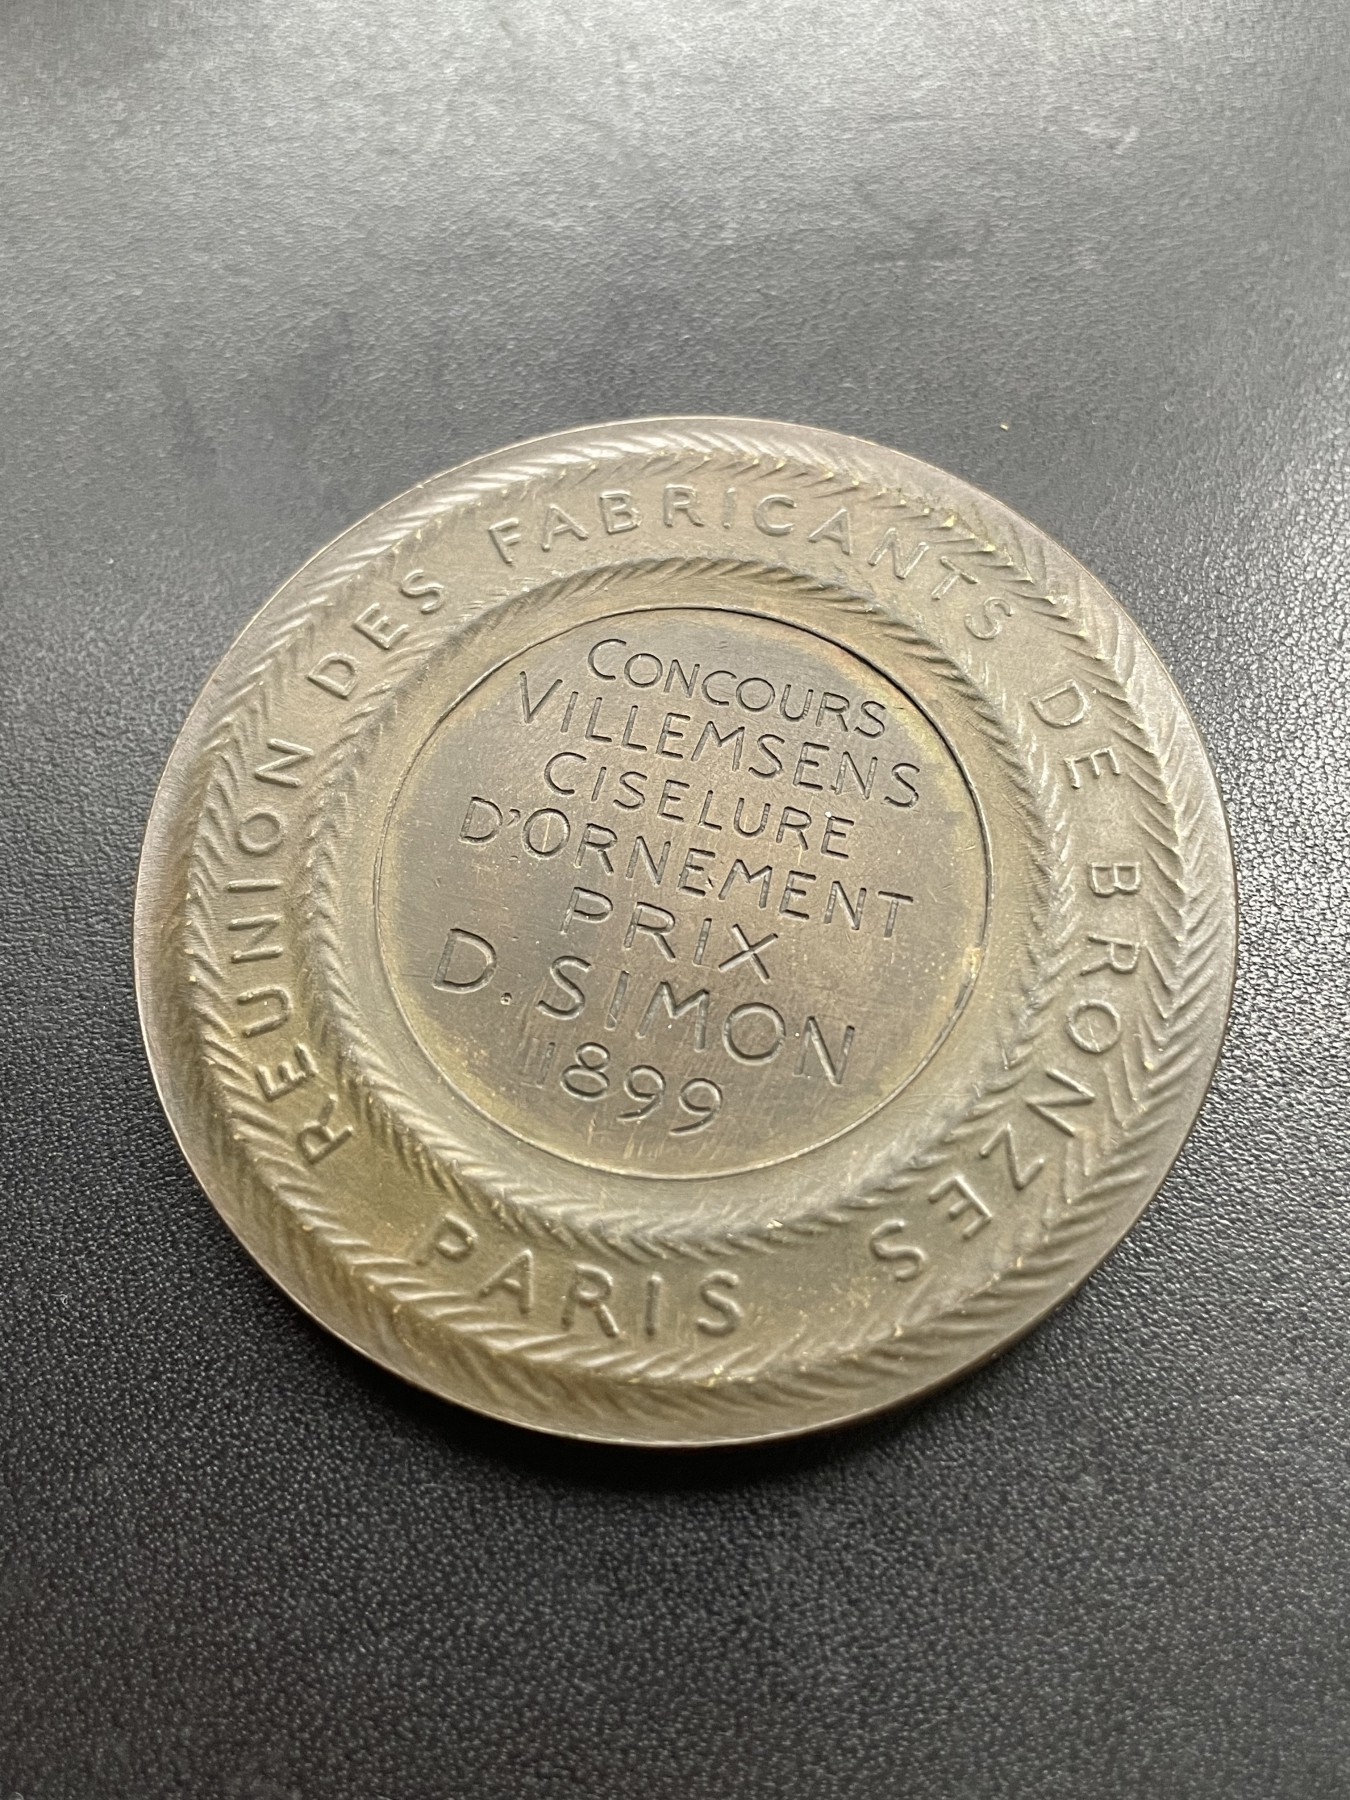 REUNION DES FABRICANTS DE BRONZES
PARIS
CONCOURS
VILLEMSENS
CISELURE
D'ORNEMENT
PRIX
D. SIMON
1899